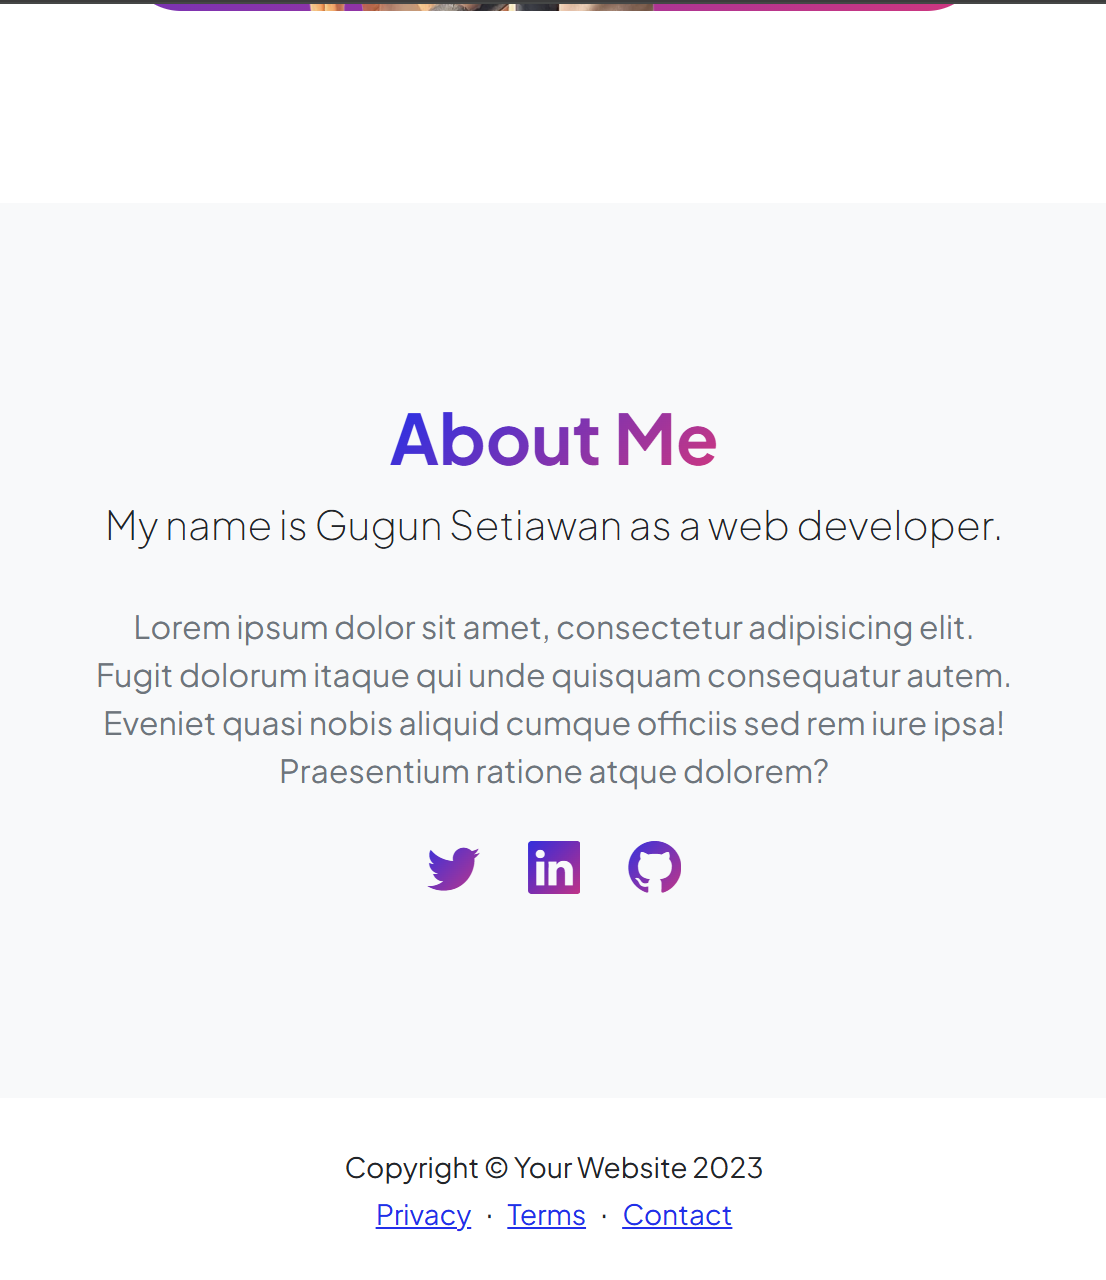 About Me
My name is Gugun Setiawan as a web developer.
Lorem ipsum dolor sit amet, consectetur adipisicing elit.
Fugit dolorum itaque qui unde quisquam consequatur autem.
Eveniet quasi nobis aliquid cumque officiis sed rem iure ipsa!
Praesentium ratione atque dolorem?
in
Copyright © Your Website 2023
Privacy · Terms · Contact